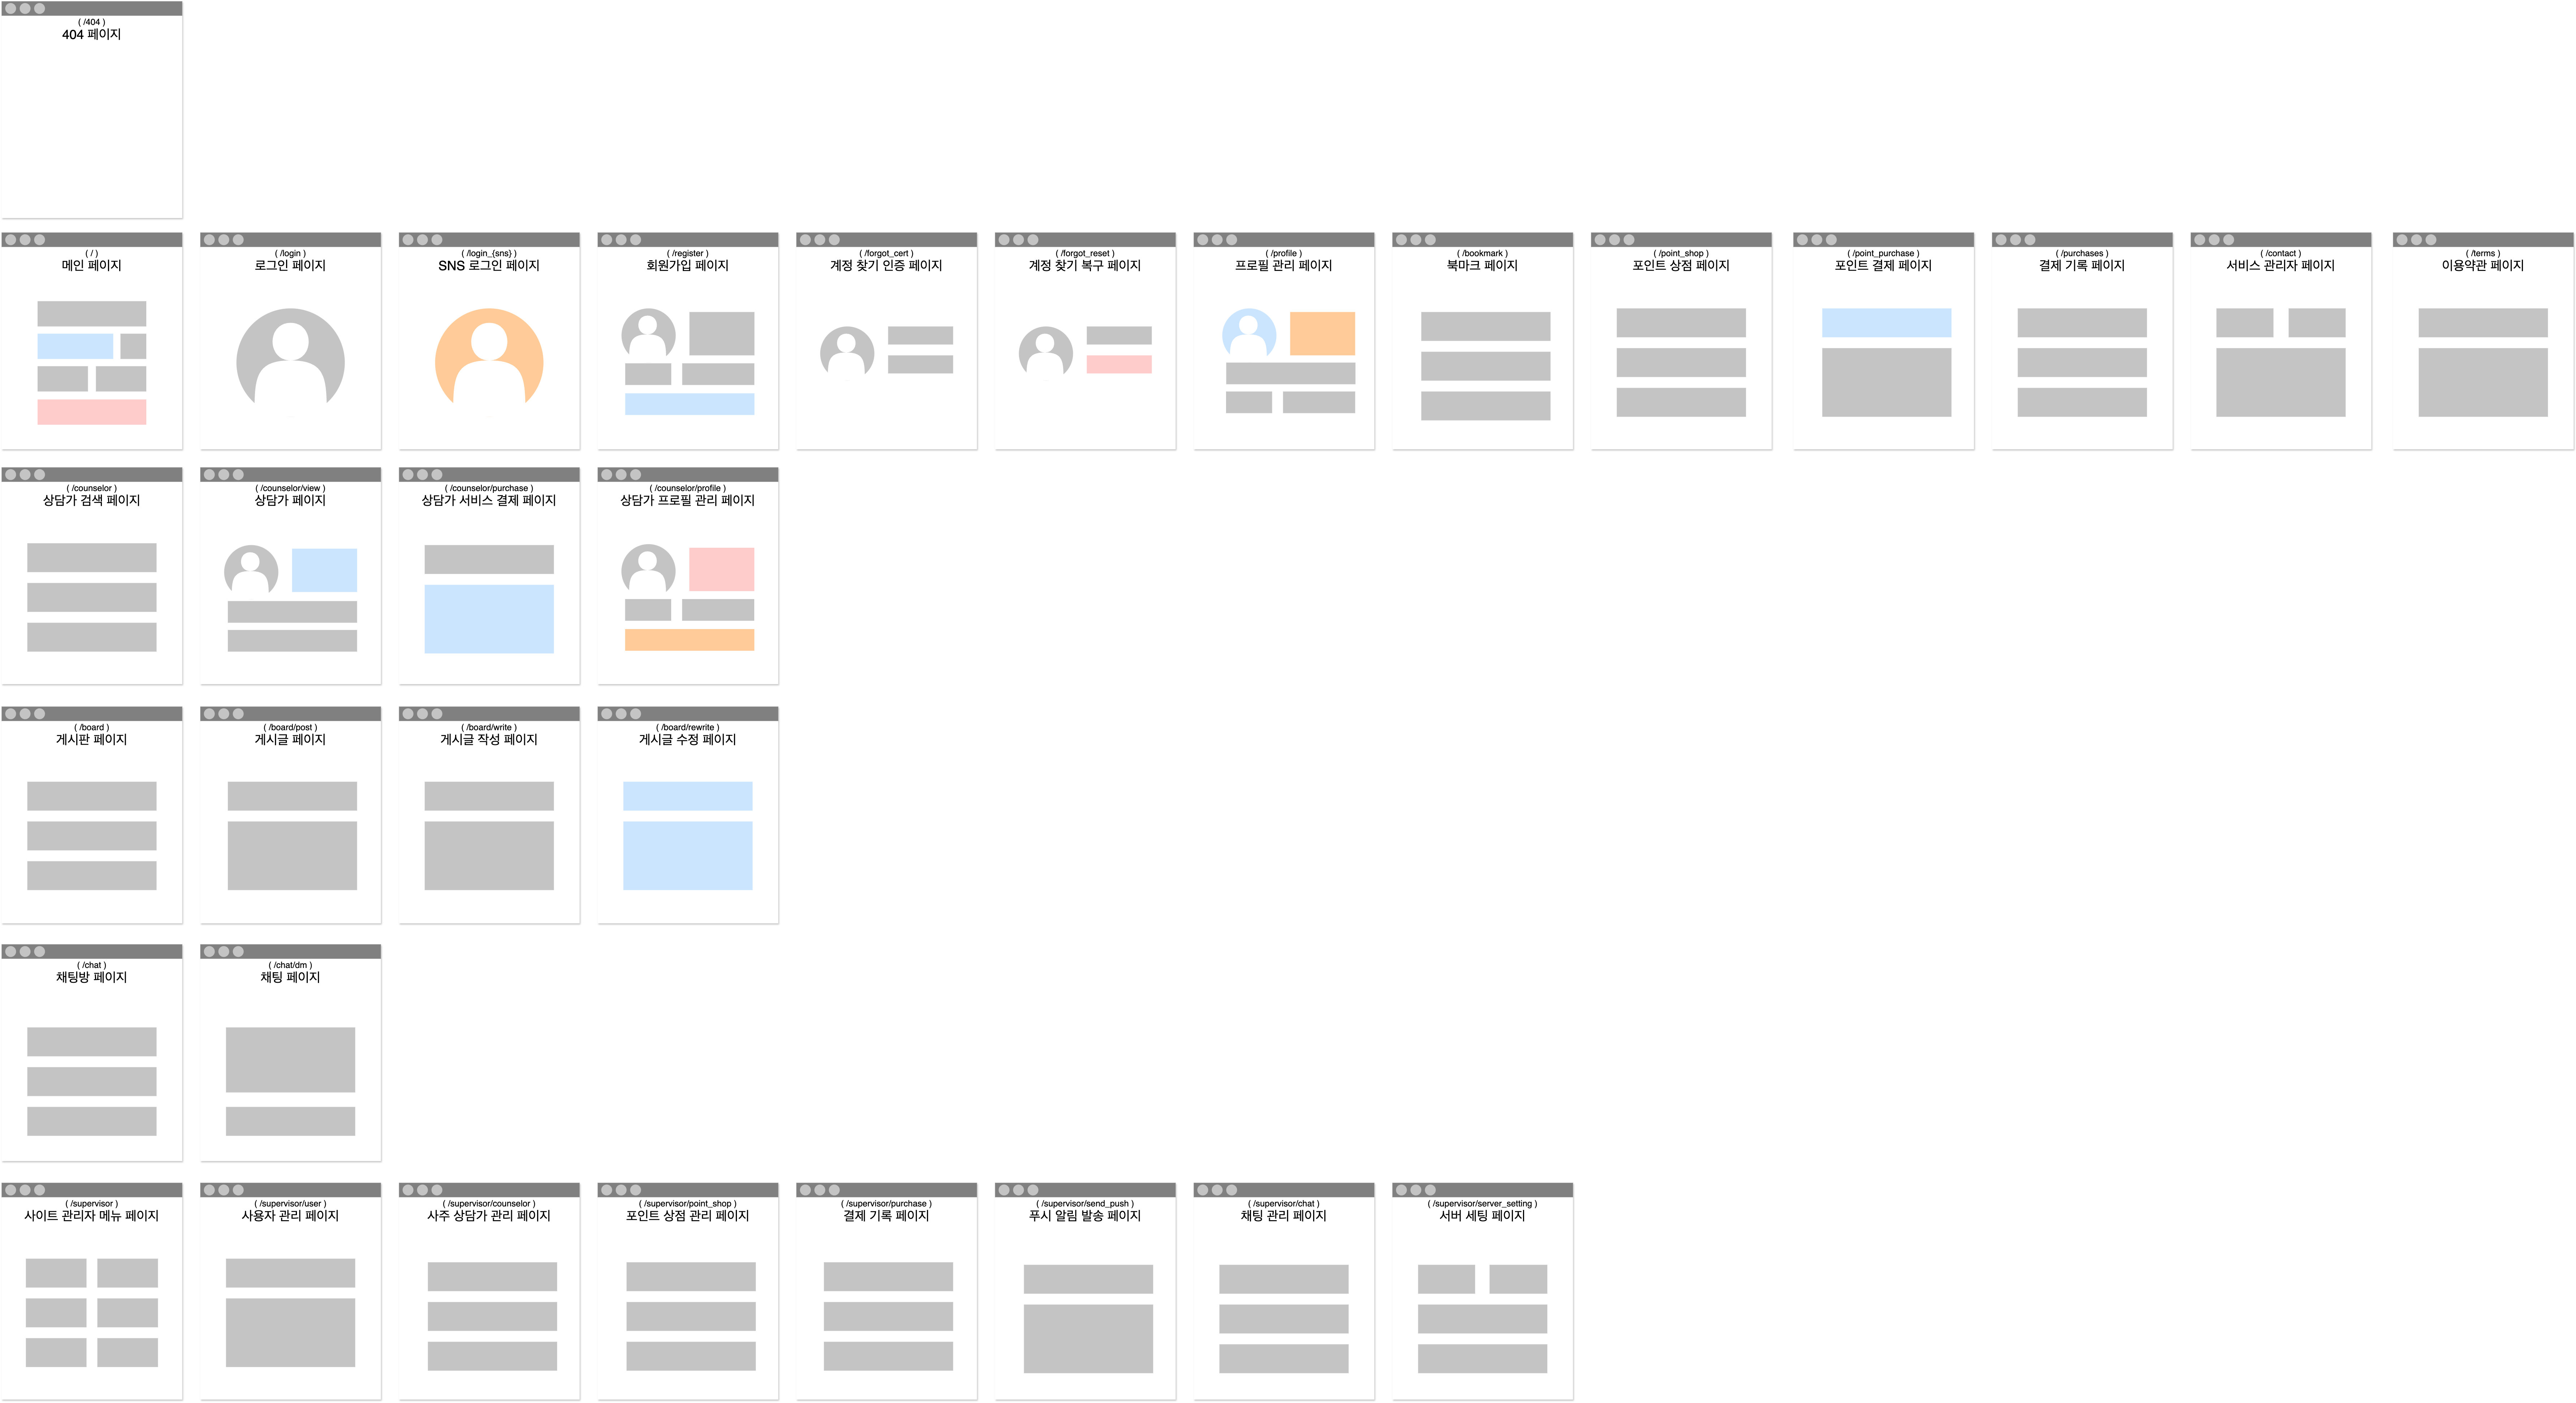 ( /404 )
404 페이지
( / )
메인 페이지
( /login )
로그인 페이지
( /login_{sns} )
SNS 로그인 페이지
( /register )
회원가입 페이지
( /forgot_cert )
계정 찾기 인증 페이지
( /forgot_reset )
계정 찾기 복구 페이지
( /profile )
프로필 관리 페이지
( /bookmark )
북마크 페이지
( /point_shop )
포인트 상점 페이지
( /point_purchase )
포인트 결제 페이지
( /purchases )
결제 기록 페이지
( /contact )
서비스 관리자 페이지
( /terms )
이용약관 페이지
( /counselor )
상담가 검색 페이지
( /counselor/view )
상담가 페이지
( /counselor/purchase )
상담가 서비스 결제 페이지
( /counselor/profile )
상담가 프로필 관리 페이지
( /board )
게시판 페이지
( /board/post )
게시글 페이지
( /board/write )
게시글 작성 페이지
( /board/rewrite )
게시글 수정 페이지
( /chat )
채팅방 페이지
( /chat/dm )
채팅 페이지
( /supervisor )
사이트 관리자 메뉴 페이지
( /supervisor/user )
사용자 관리 페이지
( /supervisor/counselor )
사주 상담가 관리 페이지
( /supervisor/point_shop )
포인트 상점 관리 페이지
( /supervisor/purchase )
결제 기록 페이지
( /supervisor/send_push )
푸시 알림 발송 페이지
( /supervisor/chat )
채팅 관리 페이지
( /supervisor/server_setting )
서버 세팅 페이지